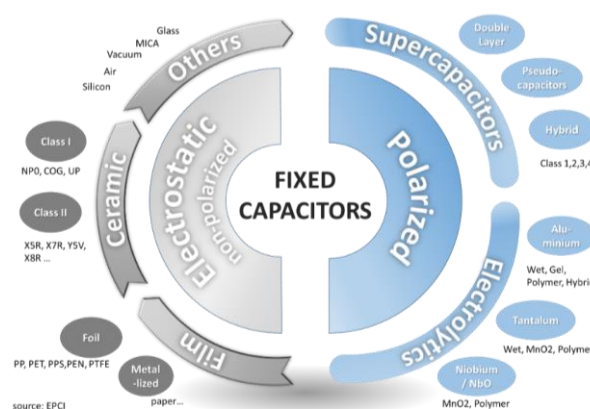 Glass
MICA
Vacuum
Air
Silicon
Others
Class I
NP0, COG, UP
Class II
X5R, X7R, Y5V,
X8R ...
Ceramic
Foil
PP, PET, PPS,PEN, PTFE
Metal
-lized
paper...
Film
source: EPCI
Electrostatic
non-polarized
FIXED
CAPACITORS
Polarized
Supercapacitors
Double
Layer
Pseudo-
capacitors
Hybrid
Class 1,2,3,4
Electrolytics
Alu-
minium
Wet, Gel,
Polymer, Hybrid
Tantalum
Wet, MnO2, Polymer
Niobium
/ NbO
MnO2, Polymer